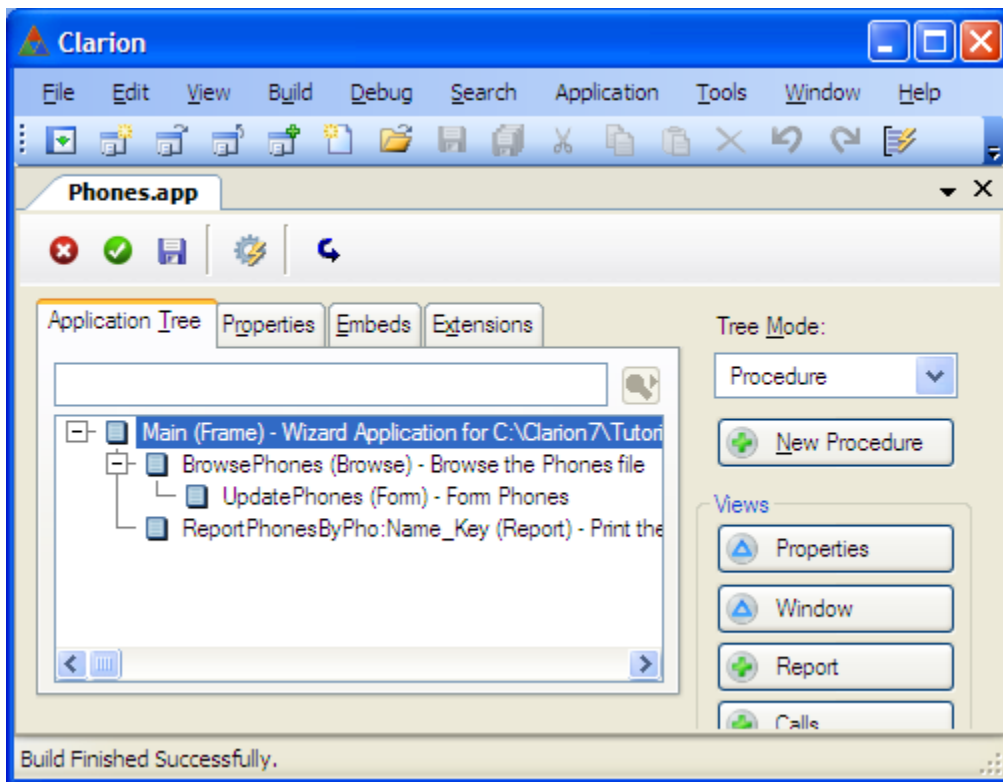 Clarion
File Edit View Build Debug Search Application Tools Window Help
Phones.app
Application Tree Properties Embeds Extensions
Tree Mode:
Procedure
Main (Frame) - Wizard Application for C:\Clarion7\Tutori
BrowsePhones (Browse) - Browse the Phones file
UpdatePhones (Form) - Form Phones
ReportPhonesByPho:Name_Key (Report) - Print the
New Procedure
Views
Properties
Window
Report
Calls
Build Finished Successfully.